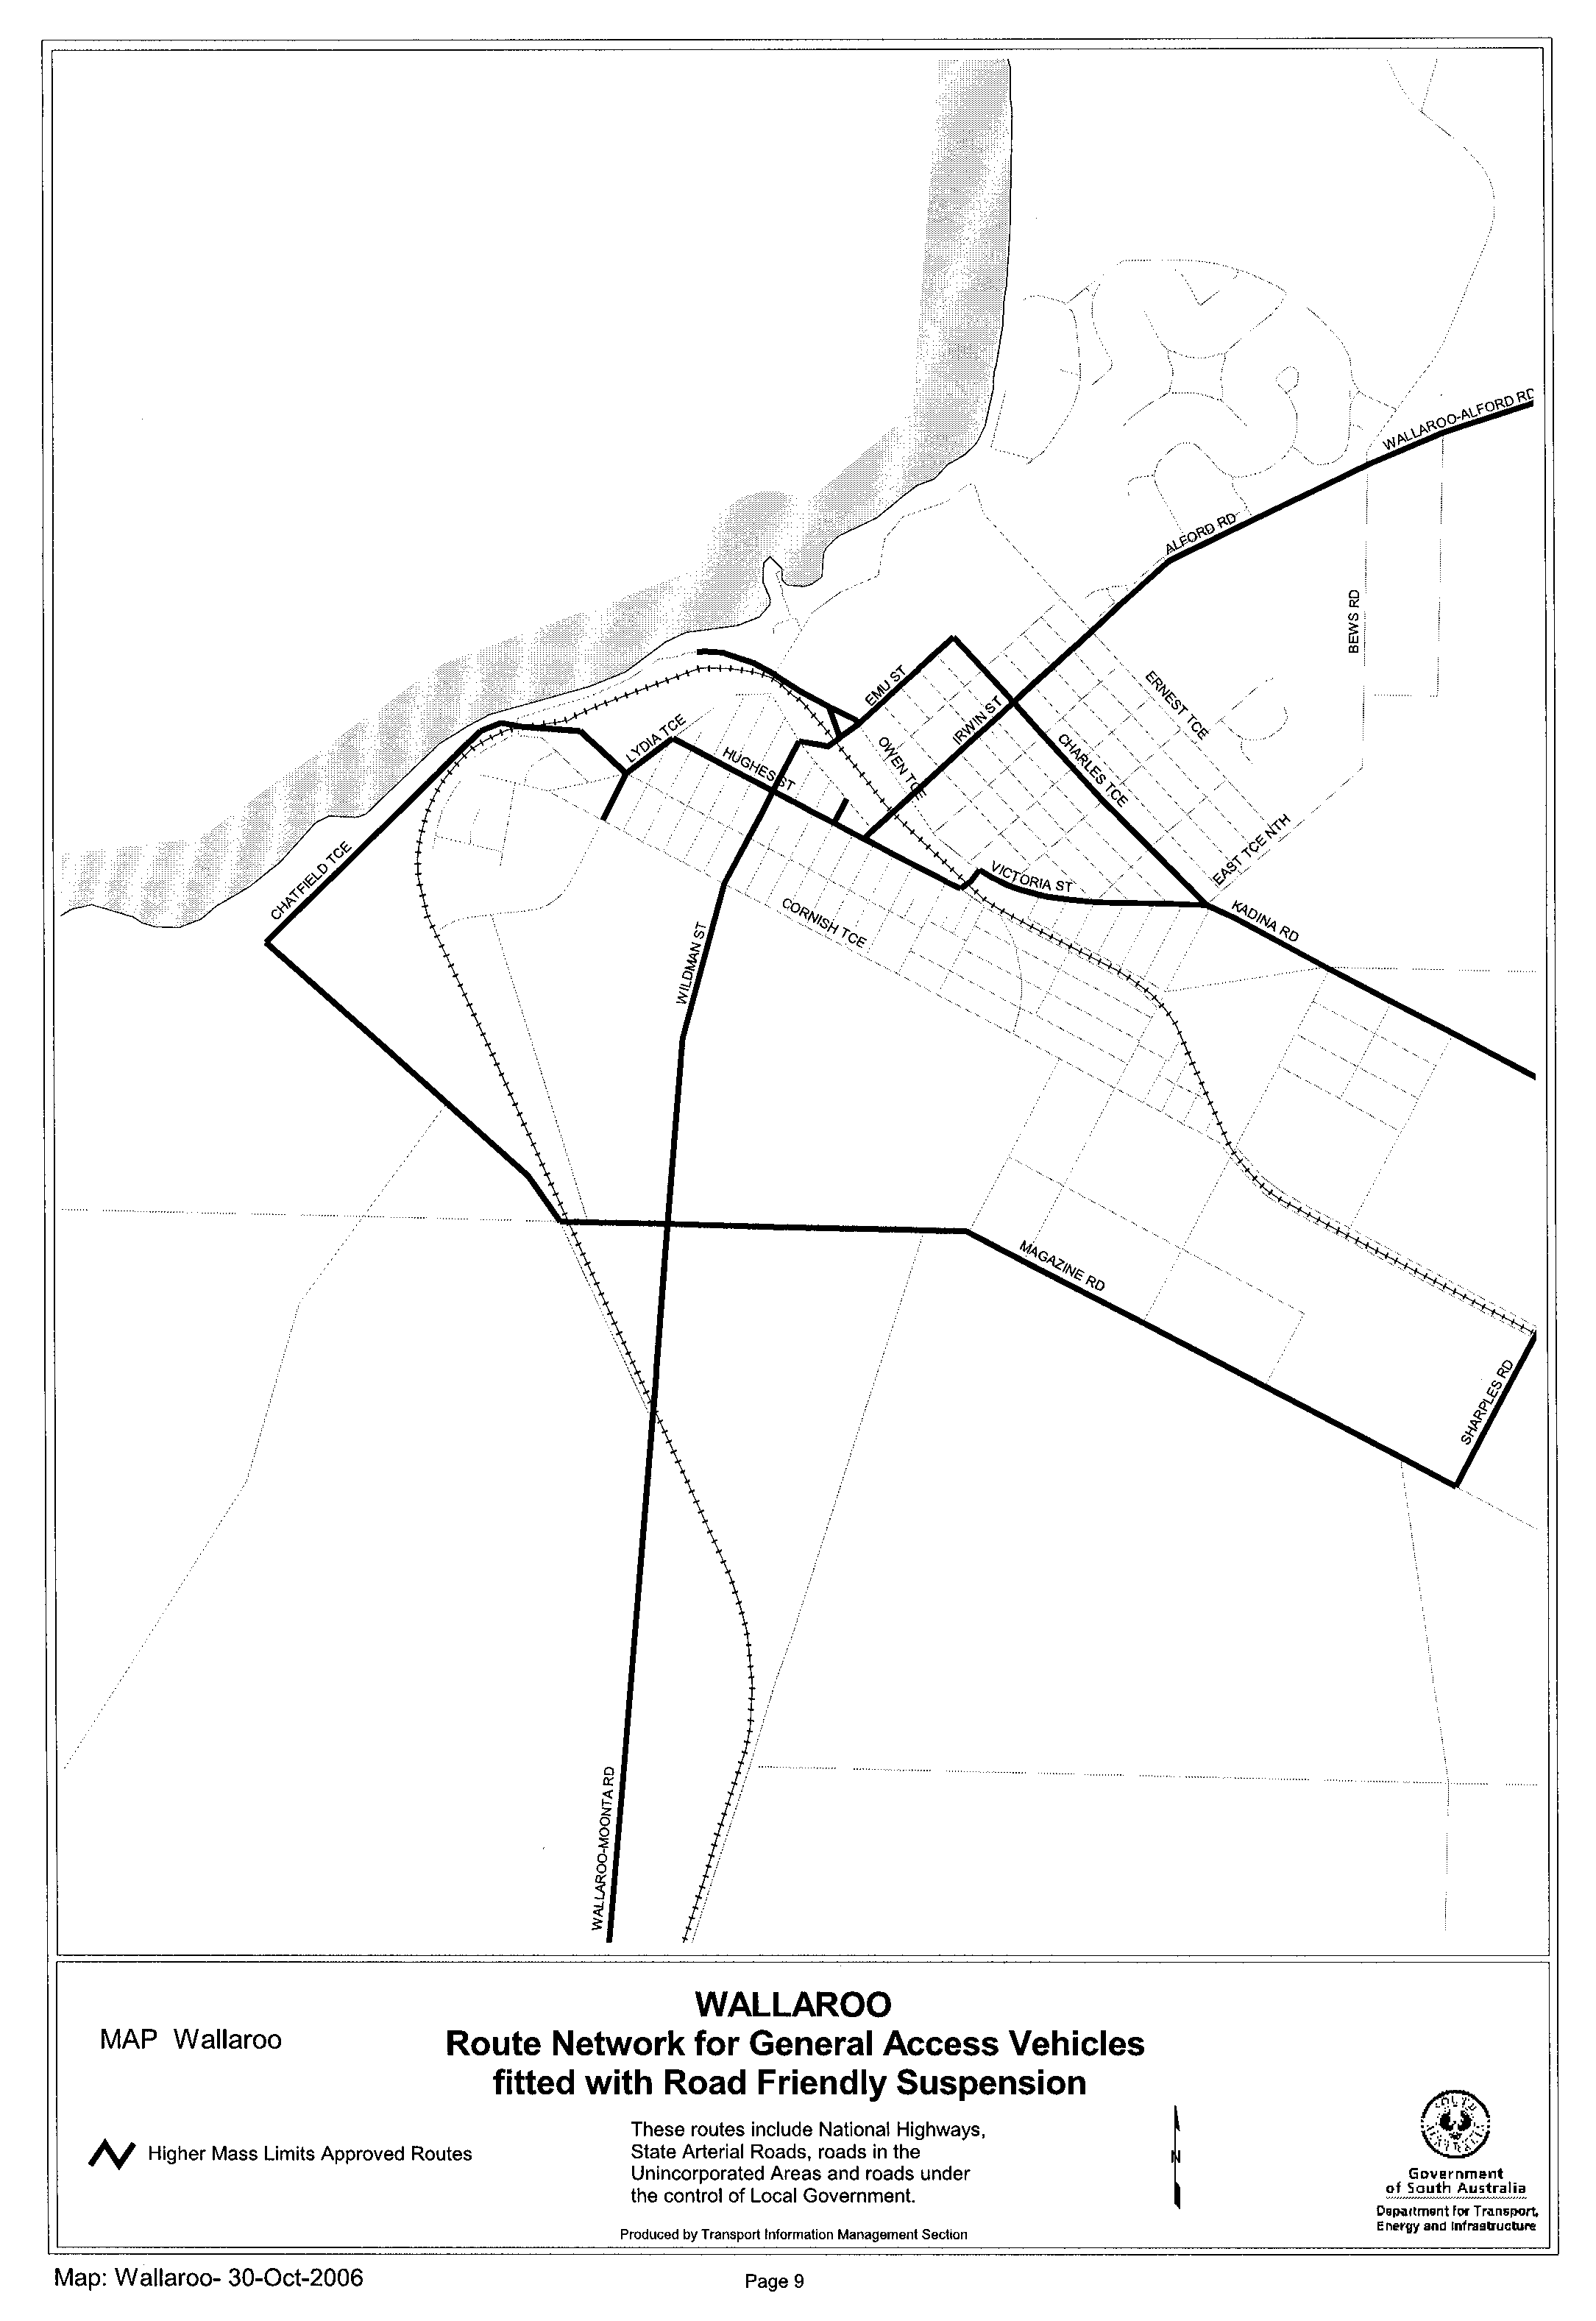 WALLAROO-ALFORD RD
ALFORD RD
BEWS RD
EMU ST
ERNEST TCE
IRWIN ST
LYDIA TCE
OWEN TCE
CHARLES TCE
HUGHES ST
EAST TCE NTH
CHATFIELD TCE
VICTORIA ST
KADINA RD
CORNISH TCE
WILDMAN ST
MAGAZINE RD
SHARPLES RD
WALLAROO-MOONTA RD
WALLAROO
MAP Wallaroo
Route Network for General Access Vehicles
fitted with Road Friendly Suspension
Higher Mass Limits Approved Routes
These routes include National Highways,
State Arterial Roads, roads in the
Unincorporated Areas and roads under
the control of Local Government.
N
Produced by Transport Information Management Section
Government
of South Australia
Department for Transport,
Energy and Infrastructure
Map: Wallaroo- 30-Oct-2006
Page 9